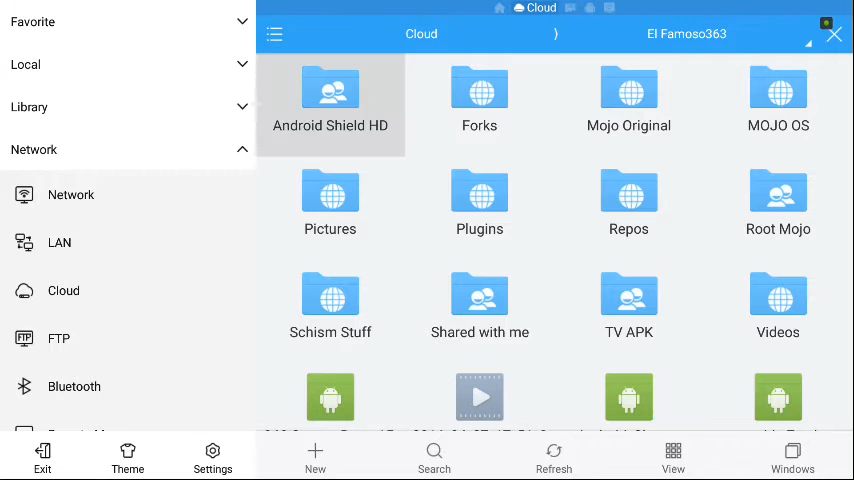 Favorite
Local
Library
Network
Network
LAN
Cloud
FTP
FTP
Bluetooth
Exit
Theme
Settings
Cloud
Cloud
El Famoso363
Android Shield HD
Forks
Mojo Original
MOJO OS
Pictures
Plugins
Repos
Root Mojo
Schism Stuff
Shared with me
TV APK
Videos
New
Search
Refresh
View
Windows